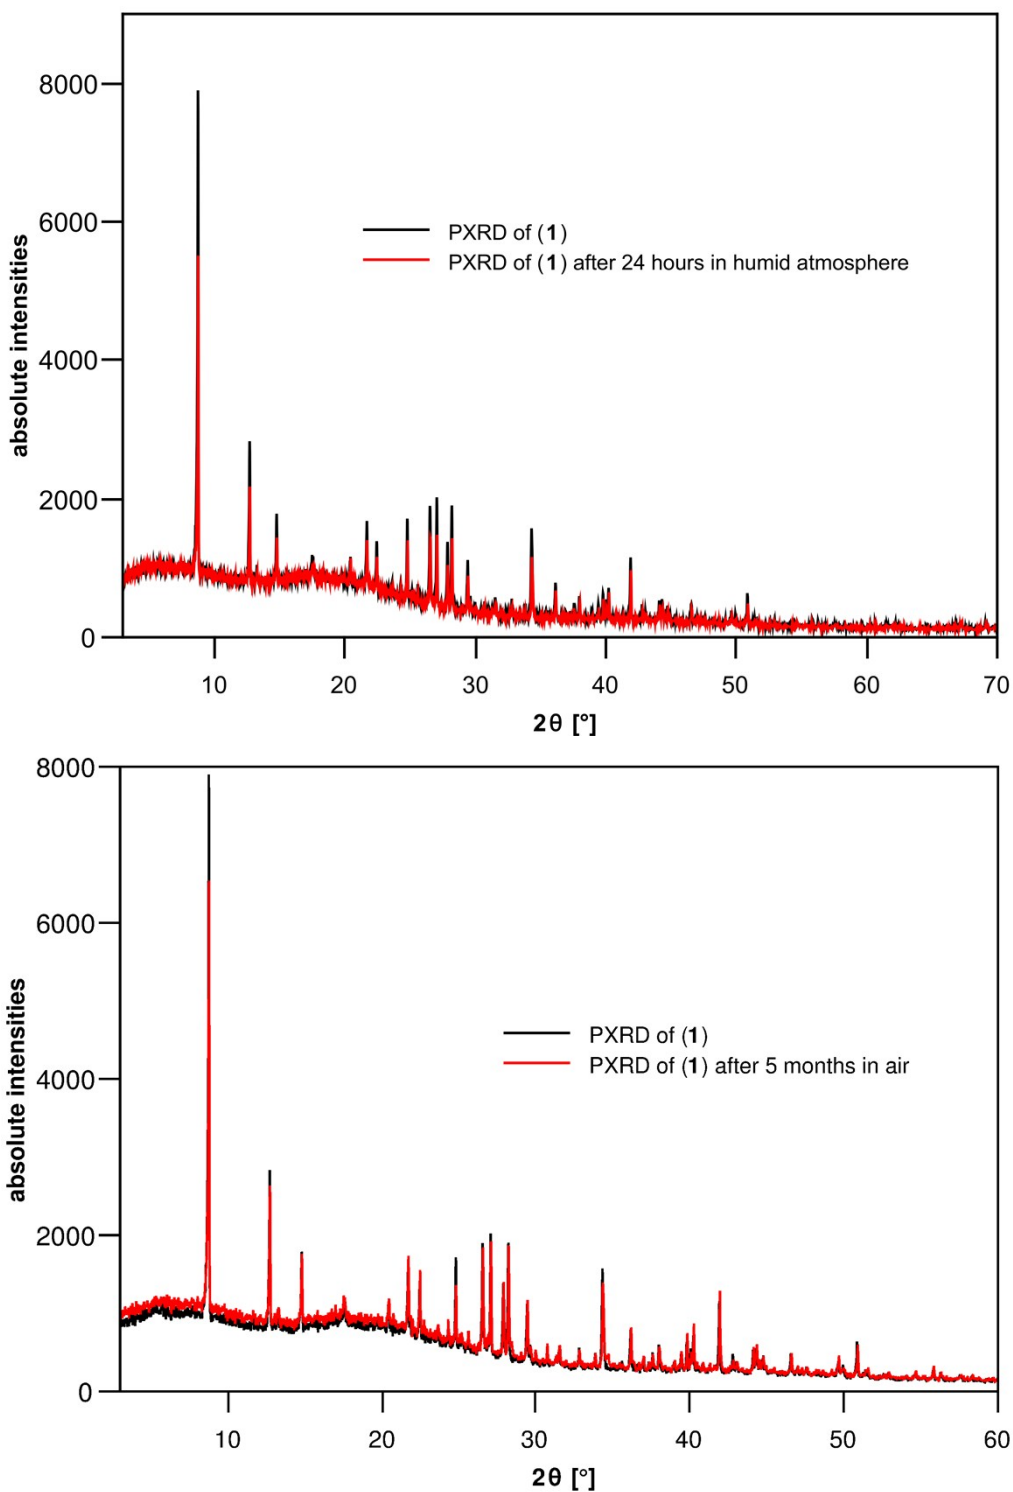 8000
6000
4000
2000
0
absolute intensities
PXRD of (1)
PXRD of (1) after 24 hours in humid atmosphere
10 20 30 40 50 60 70
2θ [°]
8000
6000
4000
2000
0
absolute intensities
PXRD of (1)
PXRD of (1) after 5 months in air
10 20 30 40 50 60
2θ [°]